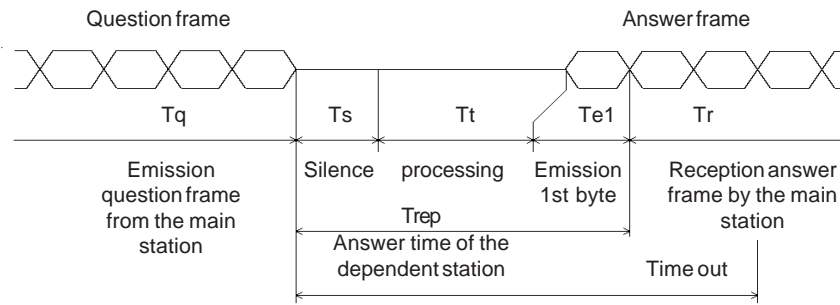 Question frame
Answer frame
Tq
Ts
Tt
Te1
Tr
Emission
question frame
from the main
station
Silence
processing
Emission
1st byte
Reception answer
frame by the main
station
Trep
Answer time of the
dependent station
Time out